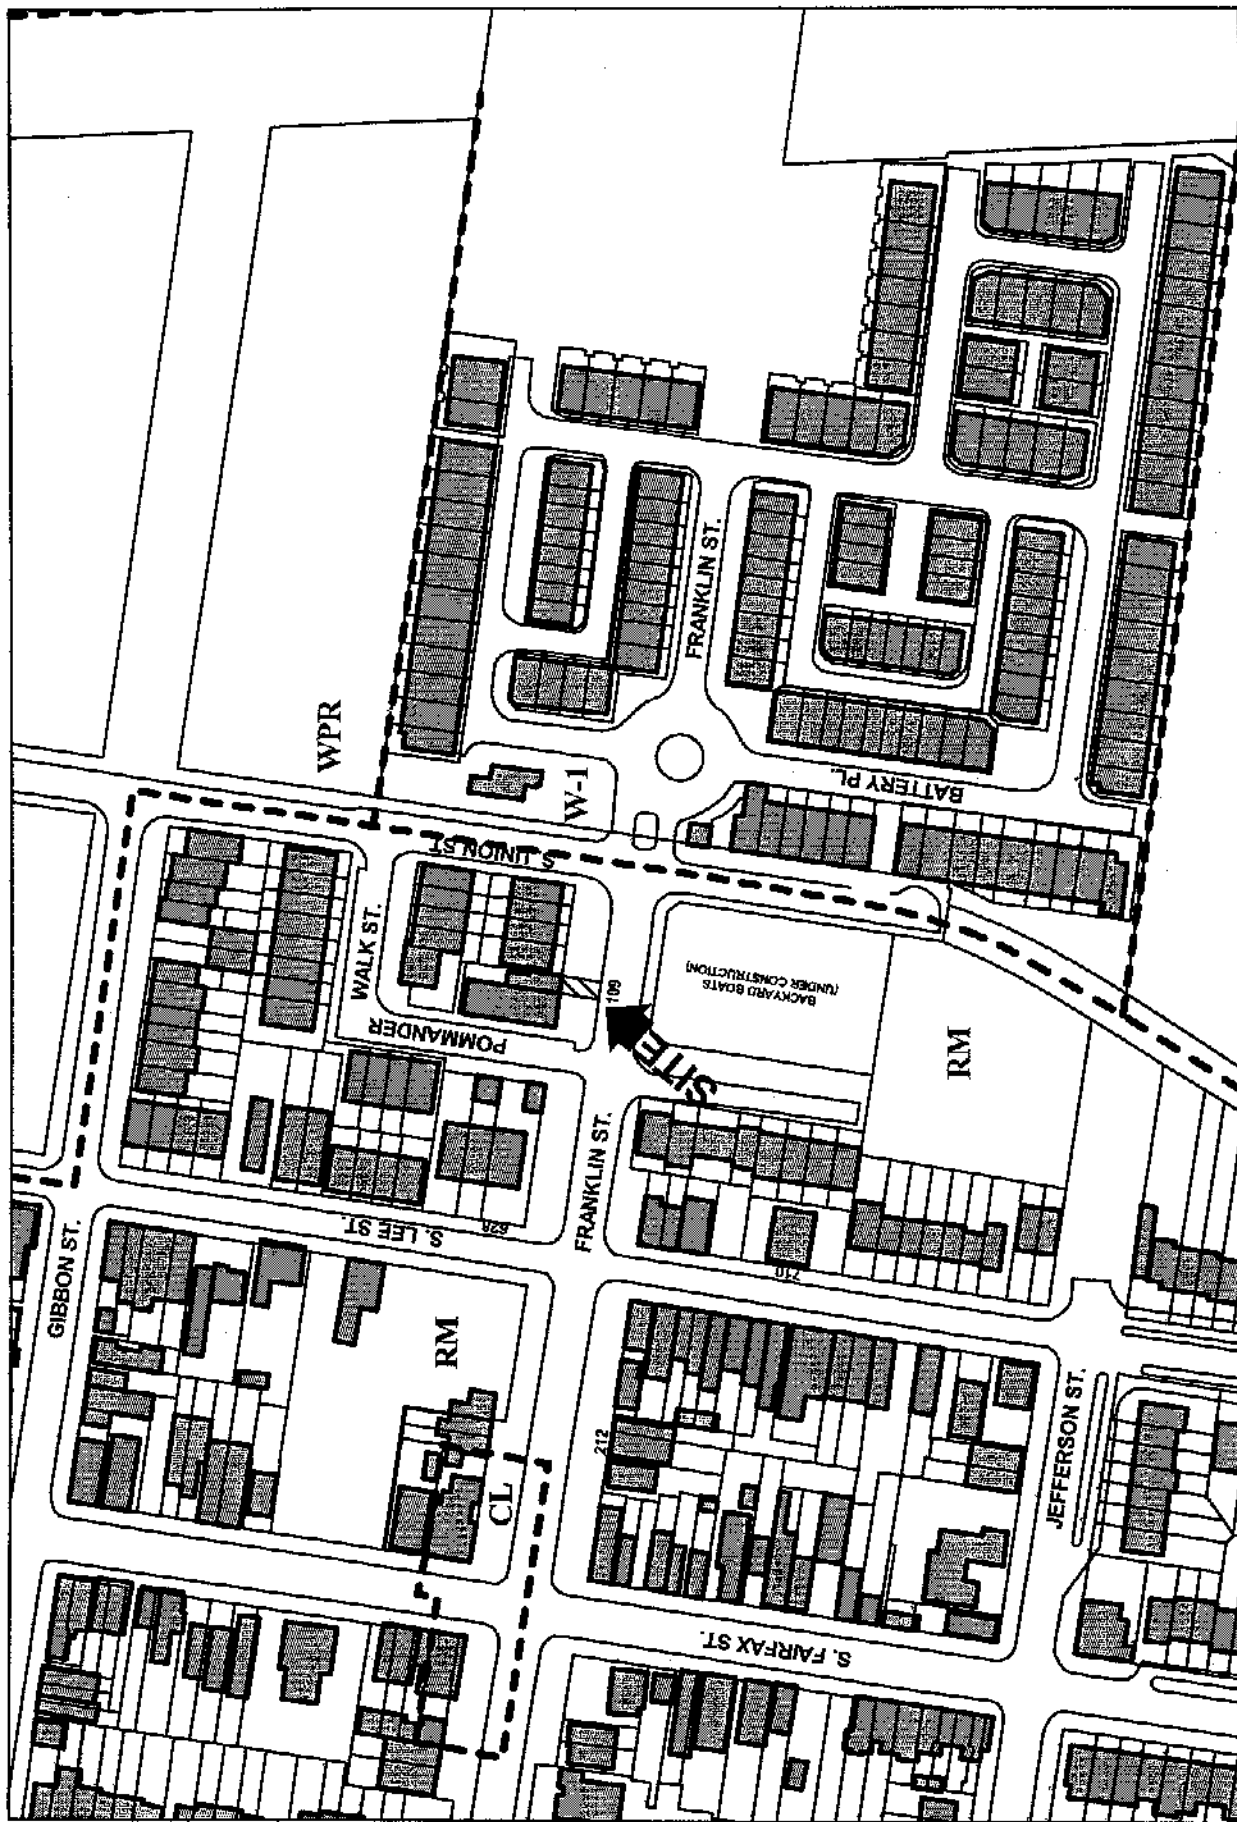 WPR
FRANKLIN ST.
W-1
BATTERY PL.
S. UNION ST.
WALK ST.
POMMANDER
109
BACKYARD BOATS
(UNDER CONSTRUCTION)
SITE
RM
FRANKLIN ST.
S. LEE ST.
628
710
GIBBON ST.
RM
212
CL
JEFFERSON ST.
S. FAIRFAX ST.